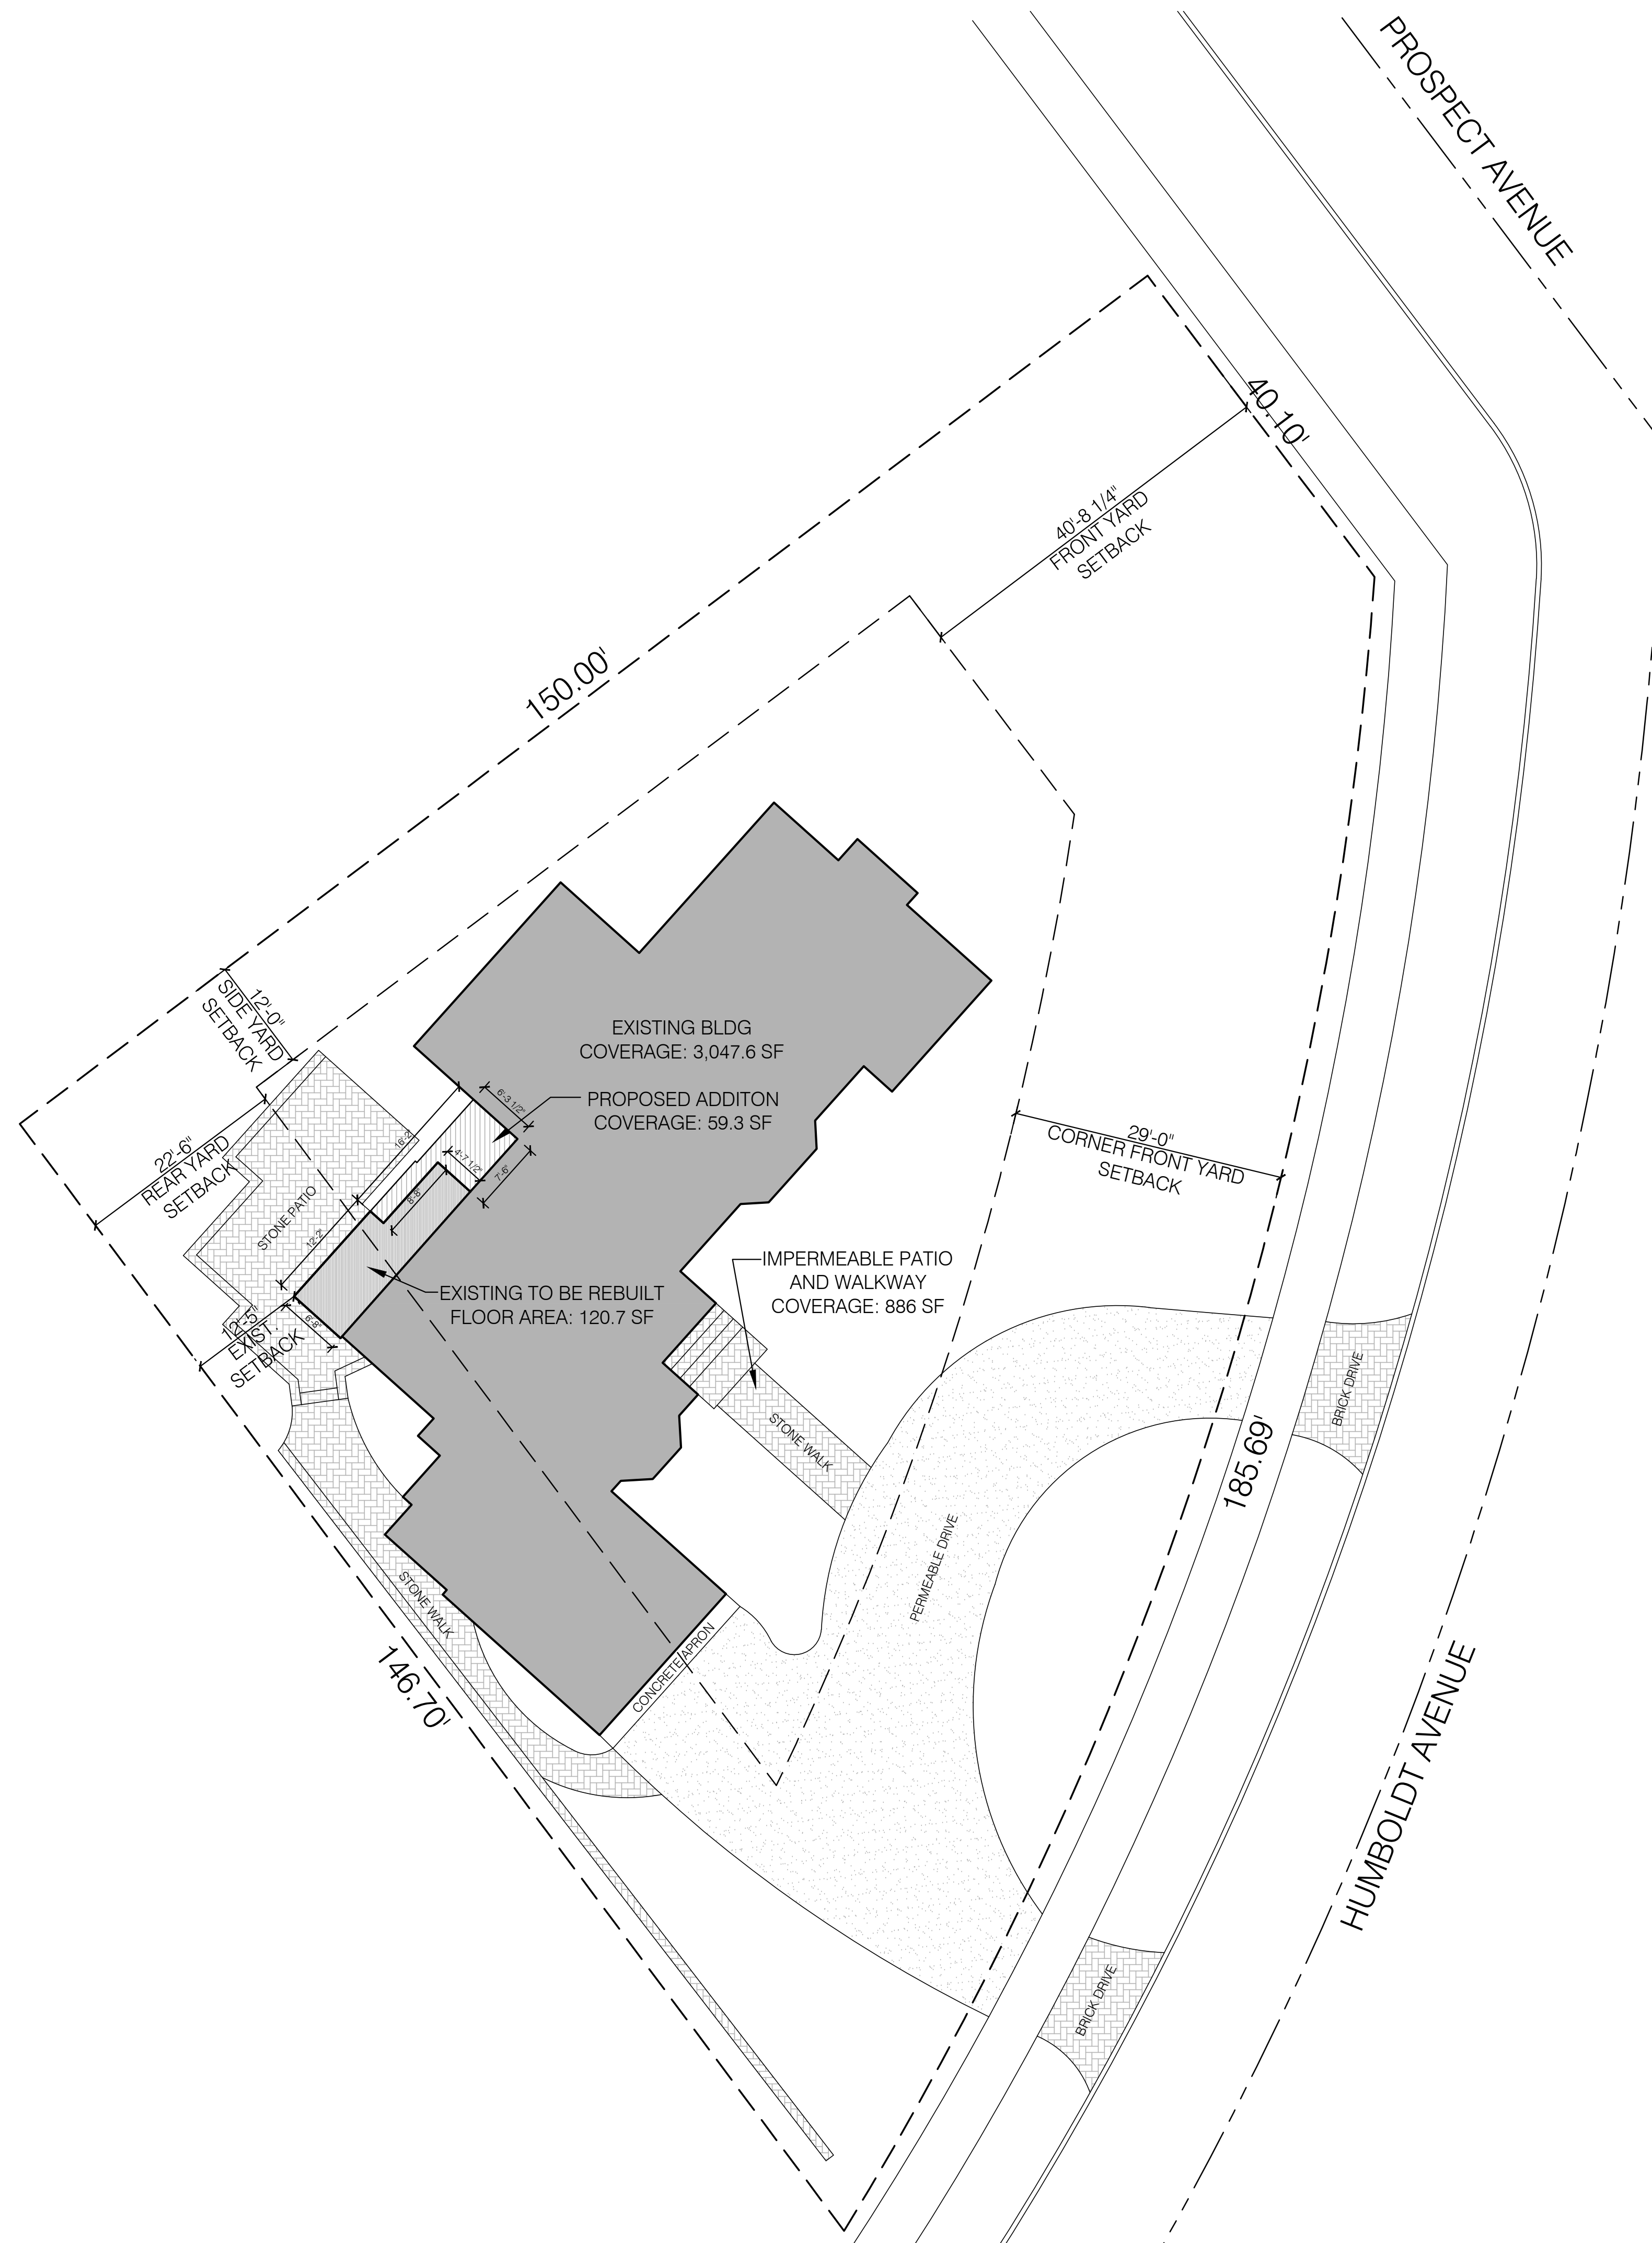 PROSPECT AVENUE
40.10'
40'-8 1/4"
FRONT YARD
SETBACK
150.00'
12'-0"
SIDE YARD
SETBACK
EXISTING BLDG
COVERAGE: 3,047.6 SF
PROPOSED ADDITON
COVERAGE: 59.3 SF
6'-3 1/2"
16'-2"
4'-7 1/2"
7'-6"
8'-8"
22'-6"
REAR YARD
SETBACK
STONE PATIO
12'-2"
29'-0"
CORNER FRONT YARD
SETBACK
IMPERMEABLE PATIO
AND WALKWAY
COVERAGE: 886 SF
EXISTING TO BE REBUILT
FLOOR AREA: 120.7 SF
12'-5"
EXIST.
SETBACK
6'-8"
BRICK DRIVE
STONE WALK
185.69'
PERMEABLE DRIVE
STONE WALK
CONCRETE APRON
146.70'
HUMBOLDT AVENUE
BRICK DRIVE